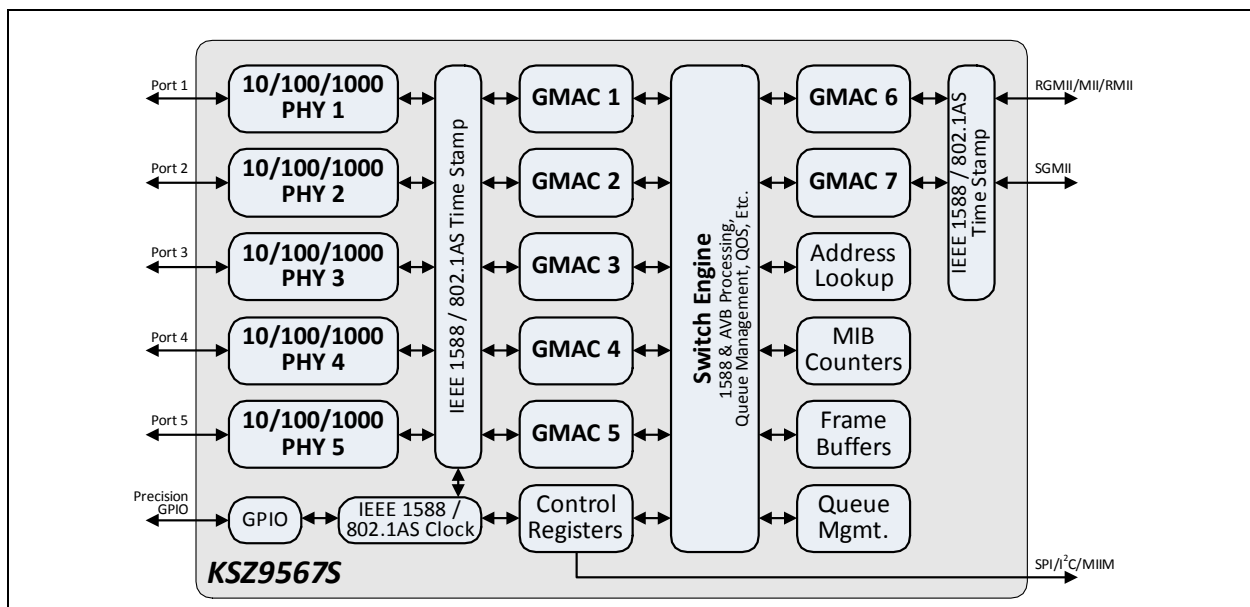 Port 1
10/100/1000
PHY 1
Port 2
10/100/1000
PHY 2
Port 3
10/100/1000
PHY 3
Port 4
10/100/1000
PHY 4
Port 5
10/100/1000
PHY 5
Precision
GPIO
GPIO
IEEE 1588 /
802.1AS Clock
IEEE 1588 / 802.1AS Time Stamp
GMAC 1
GMAC 2
GMAC 3
GMAC 4
GMAC 5
Control
Registers
Switch Engine
1588 & AVB Processing,
Queue Management, QOS, Etc.
GMAC 6
GMAC 7
Address
Lookup
MIB
Counters
Frame
Buffers
Queue
Mgmt.
IEEE 1588 / 802.1AS
Time Stamp
RGMII/MII/RMII
SGMII
SPI/I²C/MIIM
KSZ9567S